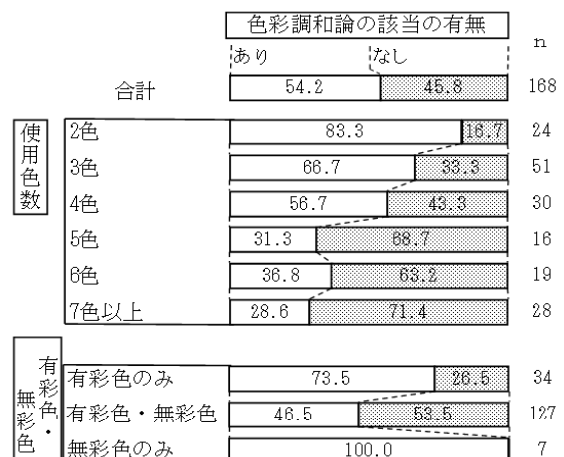 色彩調和論の該当の有無
あり なし n
合計 54.2 45.8 168
使用色数
2色 83.3 16.7 24
3色 66.7 33.3 51
4色 56.7 43.3 30
5色 31.3 68.7 16
6色 36.8 63.2 19
7色以上 28.6 71.4 28
有彩色・無彩色
有彩色のみ 73.5 26.5 34
有彩色・無彩色 46.5 53.5 127
無彩色のみ 100.0 7